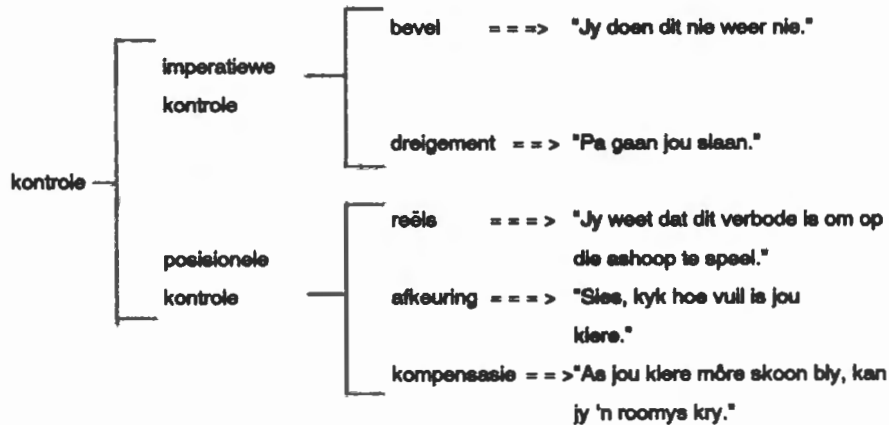 bevel = = => "Jy doen dit nie weer nie."
imperatiewe
kontrole
dreigement = = > "Pa gaan jou slaan."
kontrole
reëls = = = > "Jy weet dat dit verbode is om op
die ashoop te speel."
posisionele
kontrole
afkeuring = = = > "Sies, kyk hoe vuil is jou
klere."
kompensasie = = >"As jou klere môre skoon bly, kan
jy 'n roomys kry."